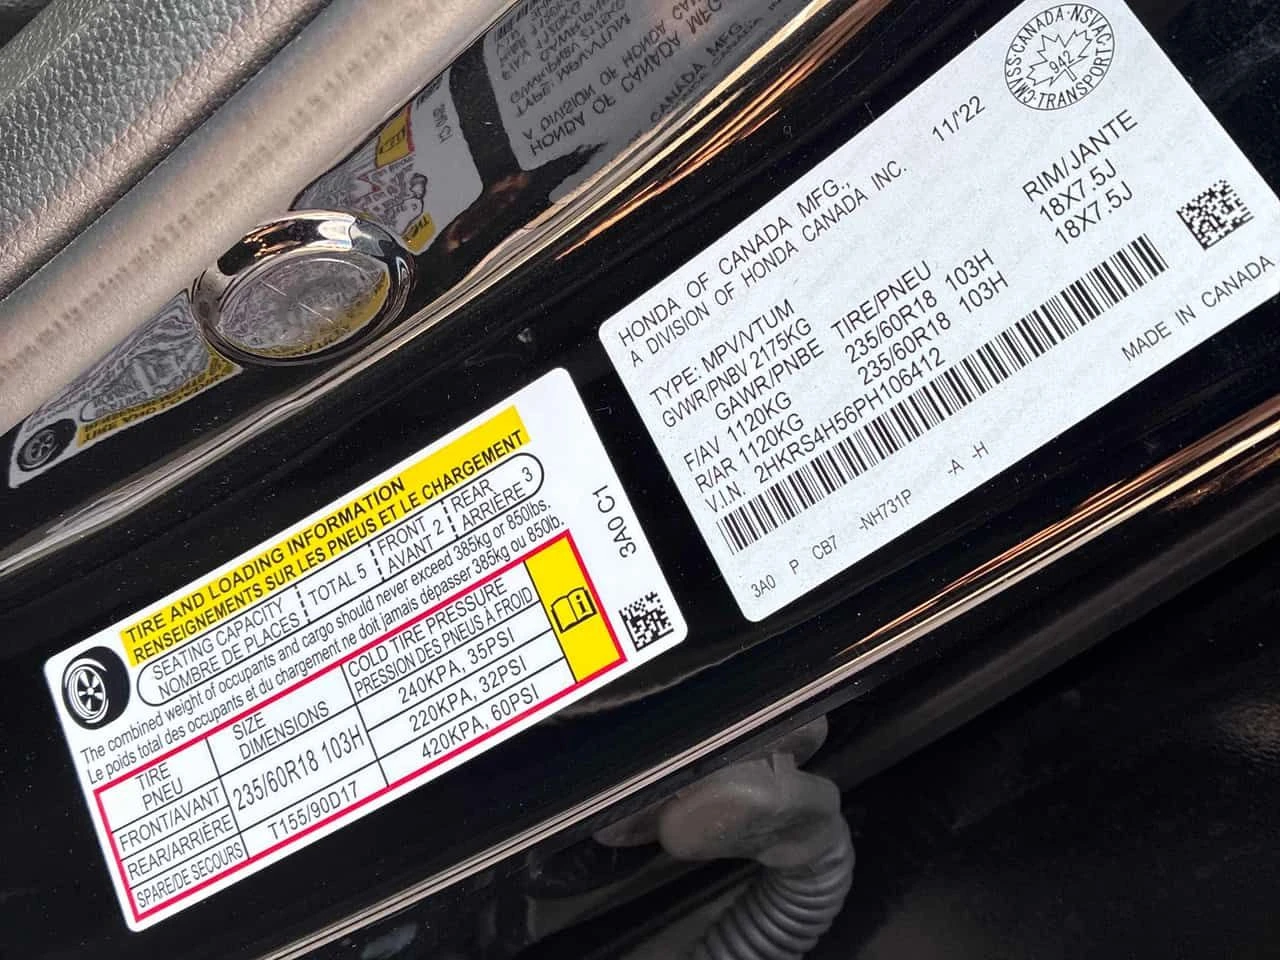 TIRE AND LOADING INFORMATION
RENSEIGNEMENTS SUR LES PNEUS ET LE CHARGEMENT
SEATING CAPACITY
NOMBRE DE PLACES
TOTAL 5
FRONT
AVANT 2
REAR
ARRIÈRE 3
The combined weight of occupants and cargo should never exceed 385kg or 850lbs.
Le poids total des occupants et du chargement ne doit jamais dépasser 385kg ou 850lb.
TIRE
PNEU
SIZE
DIMENSIONS
COLD TIRE PRESSURE
PRESSION DES PNEUS À FROID
FRONT/AVANT
235/60R18 103H
240KPA, 35PSI
REAR/ARRIÈRE
220KPA, 32PSI
SPARE/DE SECOURS
T155/90D17
420KPA, 60PSI
3A0 C1
HONDA OF CANADA MFG.,
A DIVISION OF HONDA CANADA INC.
11/'22
CANADA·NSVAC
942
CMVSS·TRANSPORT
TYPE: MPV/VTUM
GVWR/PNBV 2175KG
GAWR/PNBE TIRE/PNEU RIM/JANTE
F/AV 1120KG 235/60R18 103H 18X7.5J
R/AR 1120KG 235/60R18 103H 18X7.5J
V.I.N. 2HKRS4H56PH106412
MADE IN CANADA
3A0 P CB7 -NH731P -A -H